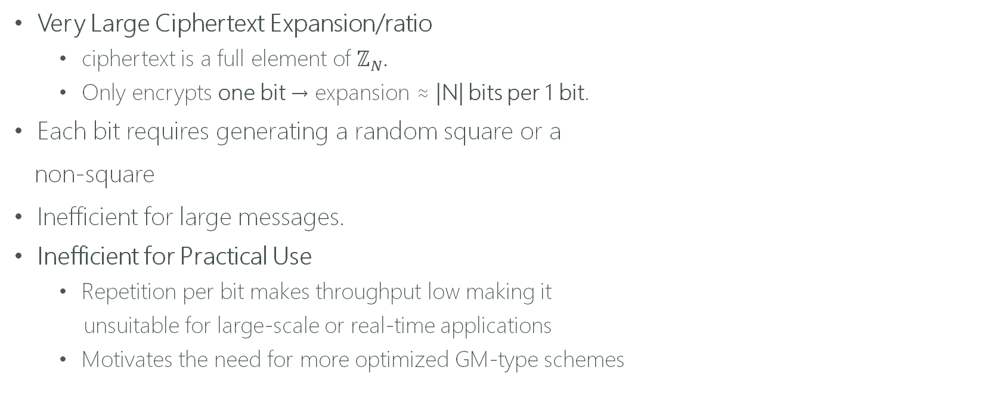 • Very Large Ciphertext Expansion/ratio
• ciphertext is a full element of ℤ_N.
• Only encrypts one bit → expansion ≈ |N| bits per 1 bit.
• Each bit requires generating a random square or a
non-square
• Inefficient for large messages.
• Inefficient for Practical Use
• Repetition per bit makes throughput low making it
unsuitable for large-scale or real-time applications
• Motivates the need for more optimized GM-type schemes